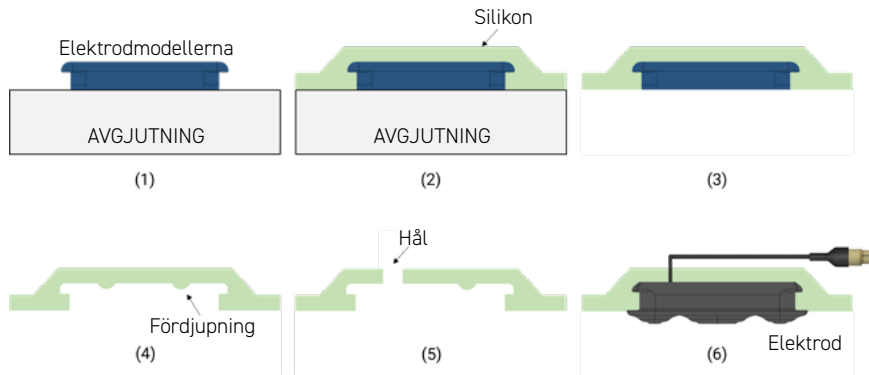 Elektrodmodellerna
AVGJUTNING
(1)
Silikon
AVGJUTNING
(2)
(3)
Fördjupning
(4)
Hål
(5)
Elektrod
(6)